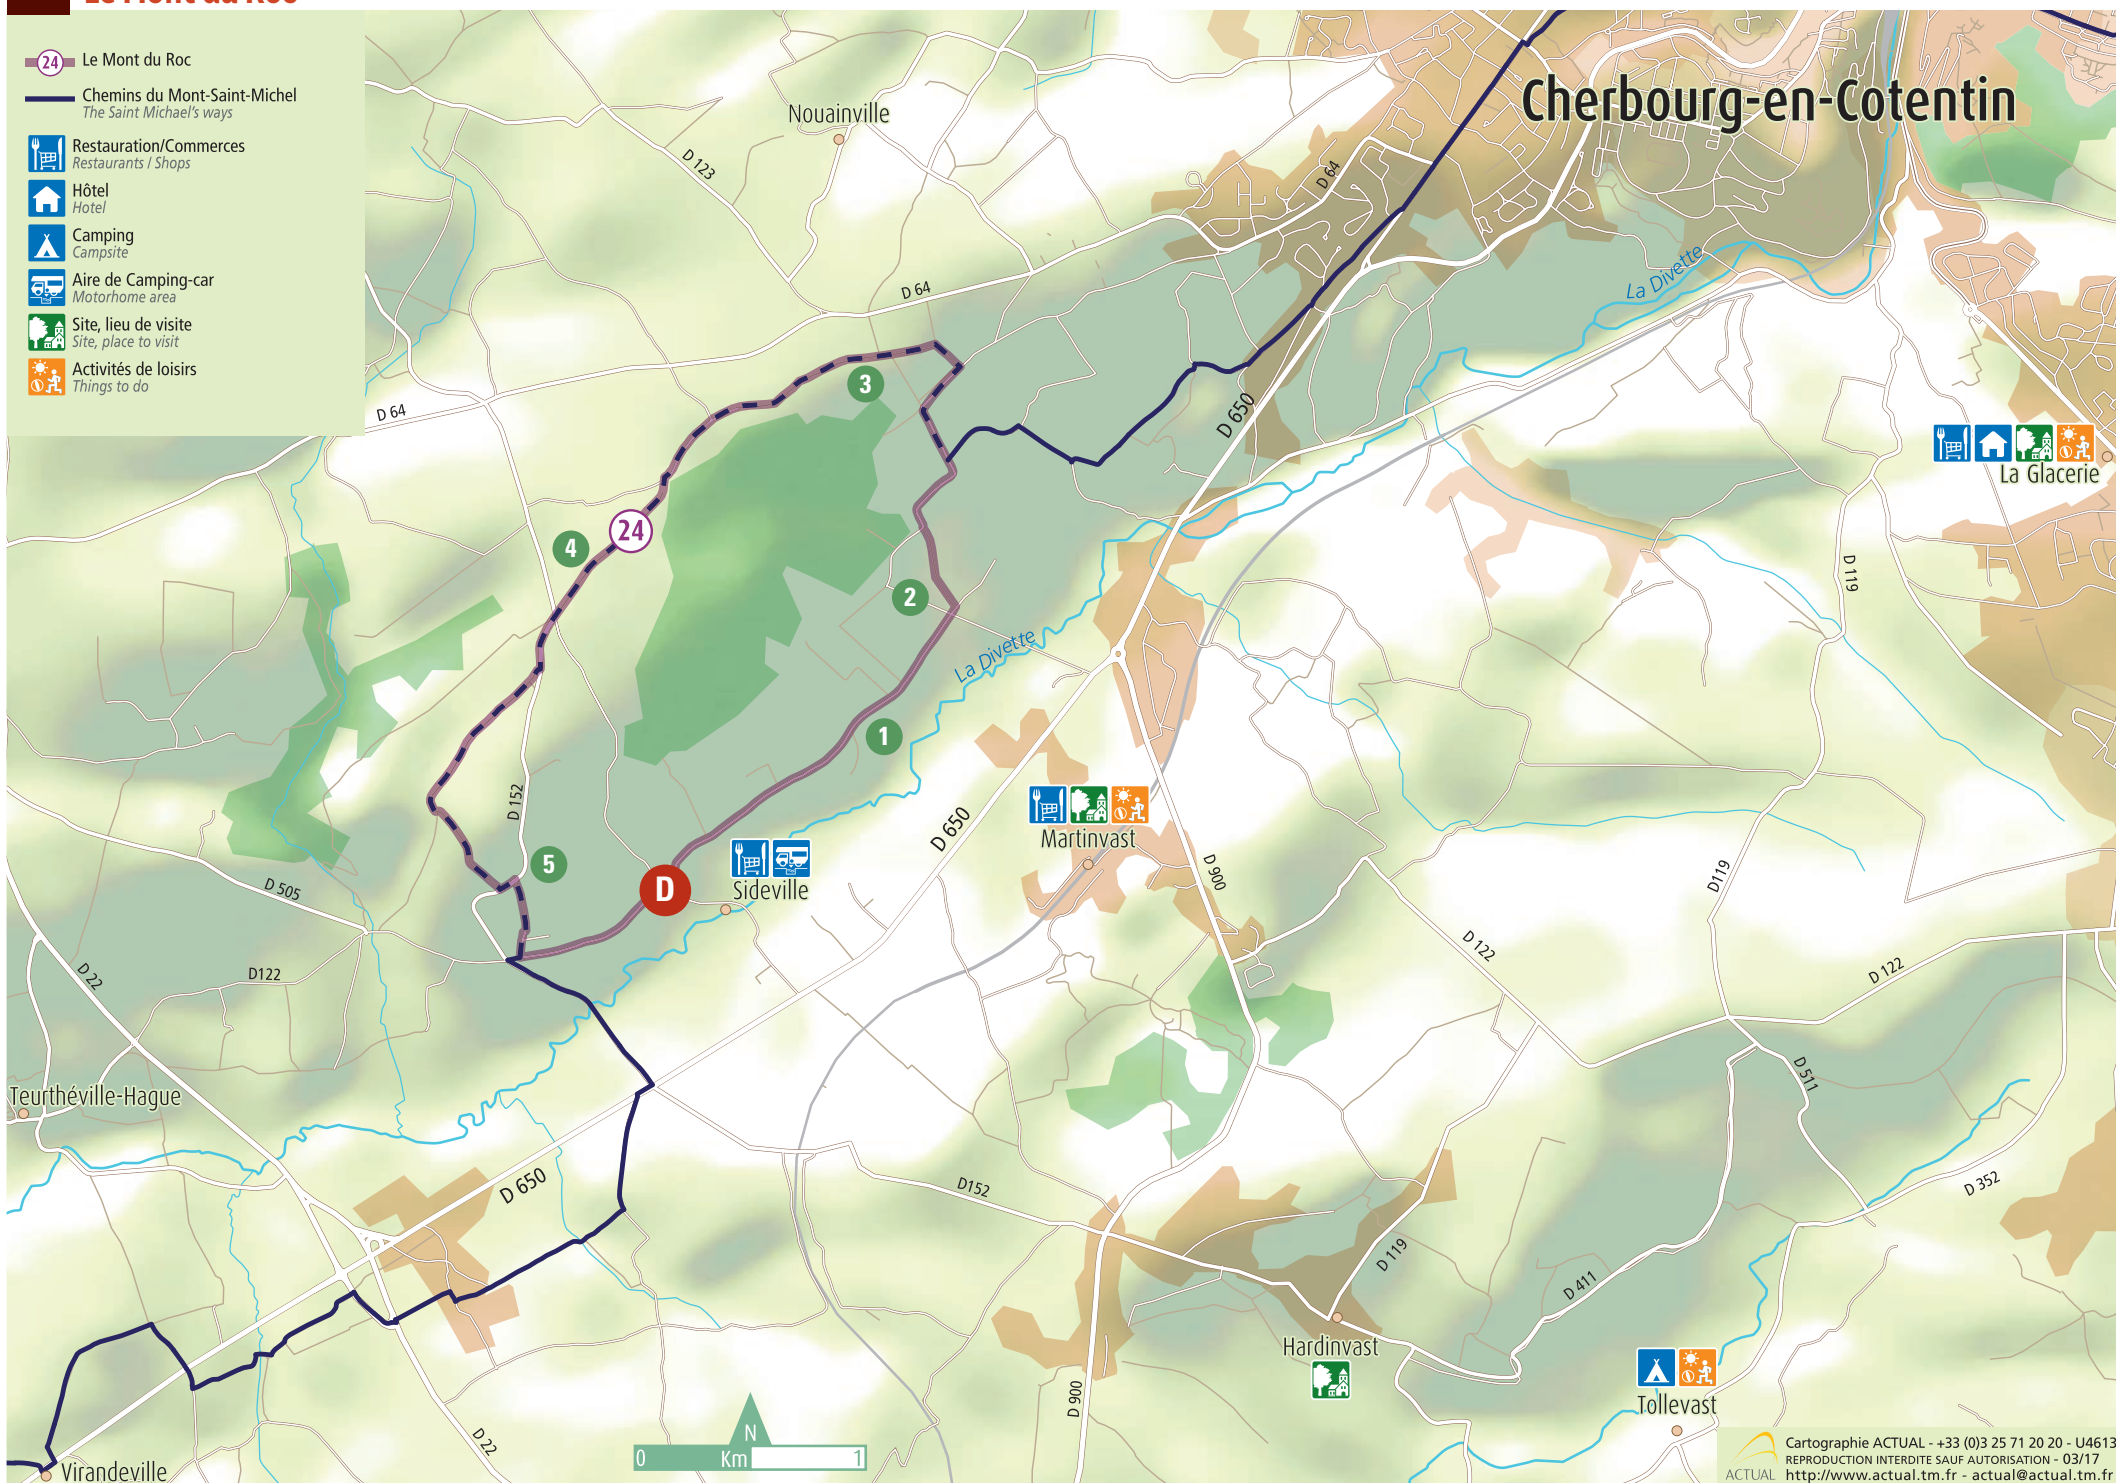 Le Mont du Roc
24
Le Mont du Roc
Chemins du Mont-Saint-Michel
The Saint Michael's ways
Restauration/Commerces
Restaurants / Shops
Hôtel
Hotel
Camping
Campsite
Aire de Camping-car
Motorhome area
Site, lieu de visite
Site, place to visit
Activités de loisirs
Things to do
Cherbourg-en-Cotentin
Nouainville
D 123
D 64
D 64
D 64
La Divette
3
D 650
La Glacerie
24
4
2
D 119
La Divette
1
D 152
D 650
Martinvast
5
D
Sideville
D 900
D119
D 505
D 22
D122
D 122
D 122
D 511
Teurthéville-Hague
D 650
D152
D 352
D 119
D 411
Hardinvast
D 900
Tollevast
D 22
N
0 Km 1
Virandeville
ACTUAL
Cartographie ACTUAL - +33 (0)3 25 71 20 20 - U4613
REPRODUCTION INTERDITE SAUF AUTORISATION - 03/17
http://www.actual.tm.fr - actual@actual.tm.fr